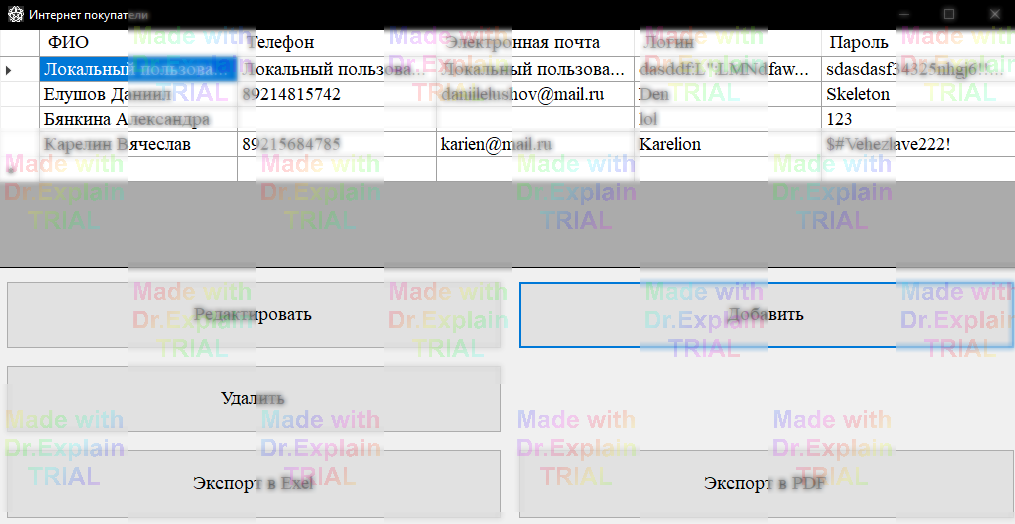 Интернет покупатели
ФИО Телефон Электронная почта Логин Пароль
Локальный пользова... Локальный пользова... Локальный пользова... dasddf:L":LMNdfaw... sdasdasf34325nhgj6!!...
Елушов Даниил 89214815742 daniilelushov@mail.ru Den Skeleton
Бянкина Александра lol 123
Карелин Вячеслав 89215684785 karien@mail.ru Karelion $#Vehezlave222!
Редактировать Добавить
Удалить
Экспорт в Exel Экспорт в PDF
Made with
Dr.Explain
TRIAL